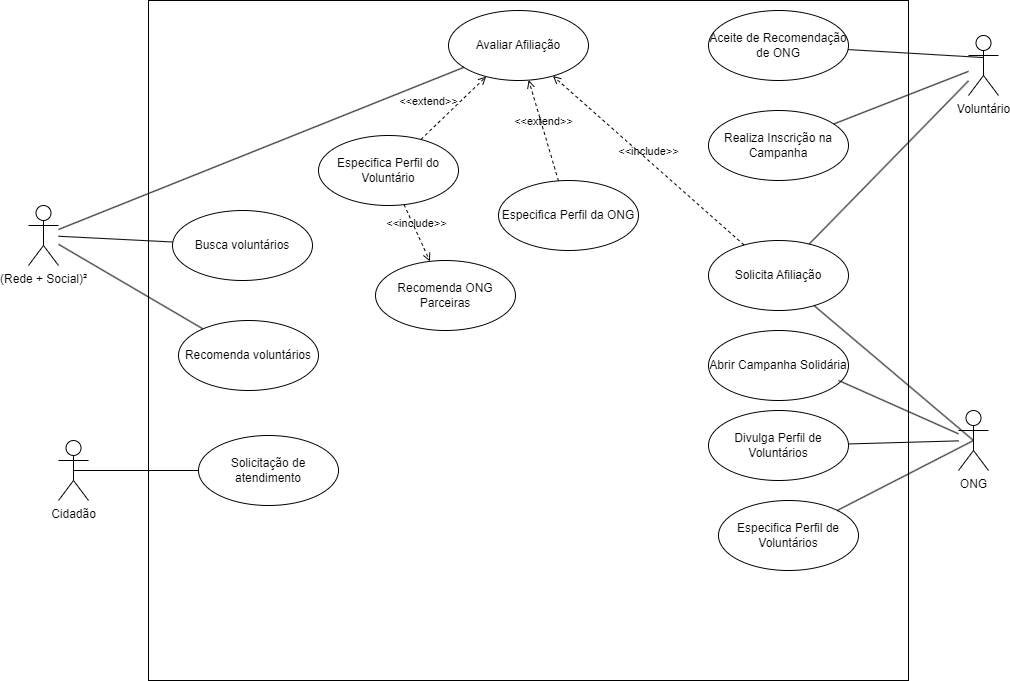 Avaliar Afiliação
Aceite de Recomendação
de ONG
Voluntário
<<extend>>
<<extend>>
Realiza Inscrição na
Campanha
<<include>>
Especifica Perfil do
Voluntário
Especifica Perfil da ONG
<<include>>
(Rede + Social)²
Busca voluntários
Recomenda ONG
Parceiras
Solicita Afiliação
Recomenda voluntários
Abrir Campanha Solidária
Divulga Perfil de
Voluntários
ONG
Solicitação de
atendimento
Cidadão
Especifica Perfil de
Voluntários